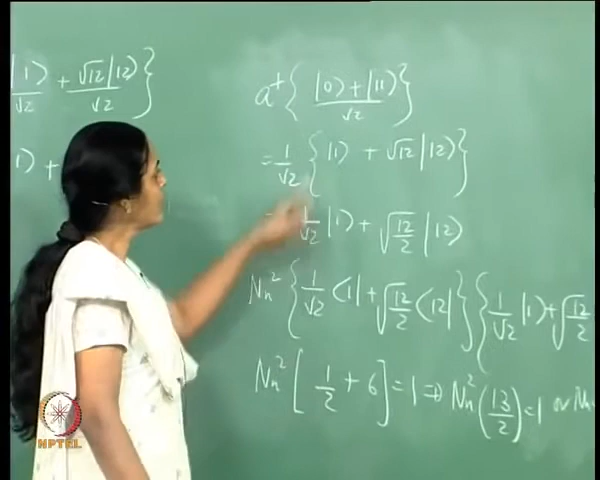 |1⟩/√2 + √12|12⟩/√2 }
|1⟩ +
a† { |0⟩ + |11⟩ / √2 }
= 1/√2 { |1⟩ + √12 |12⟩ }
1/√2 |1⟩ + √(12/2) |12⟩
Nn² { 1/√2 ⟨1| + √(12/2) ⟨12| } { 1/√2 |1⟩ + √(12/2)
Nn² [ 1/2 + 6 ] = 1 ⇒ Nn² (13/2) = 1 or Nn
NPTEL